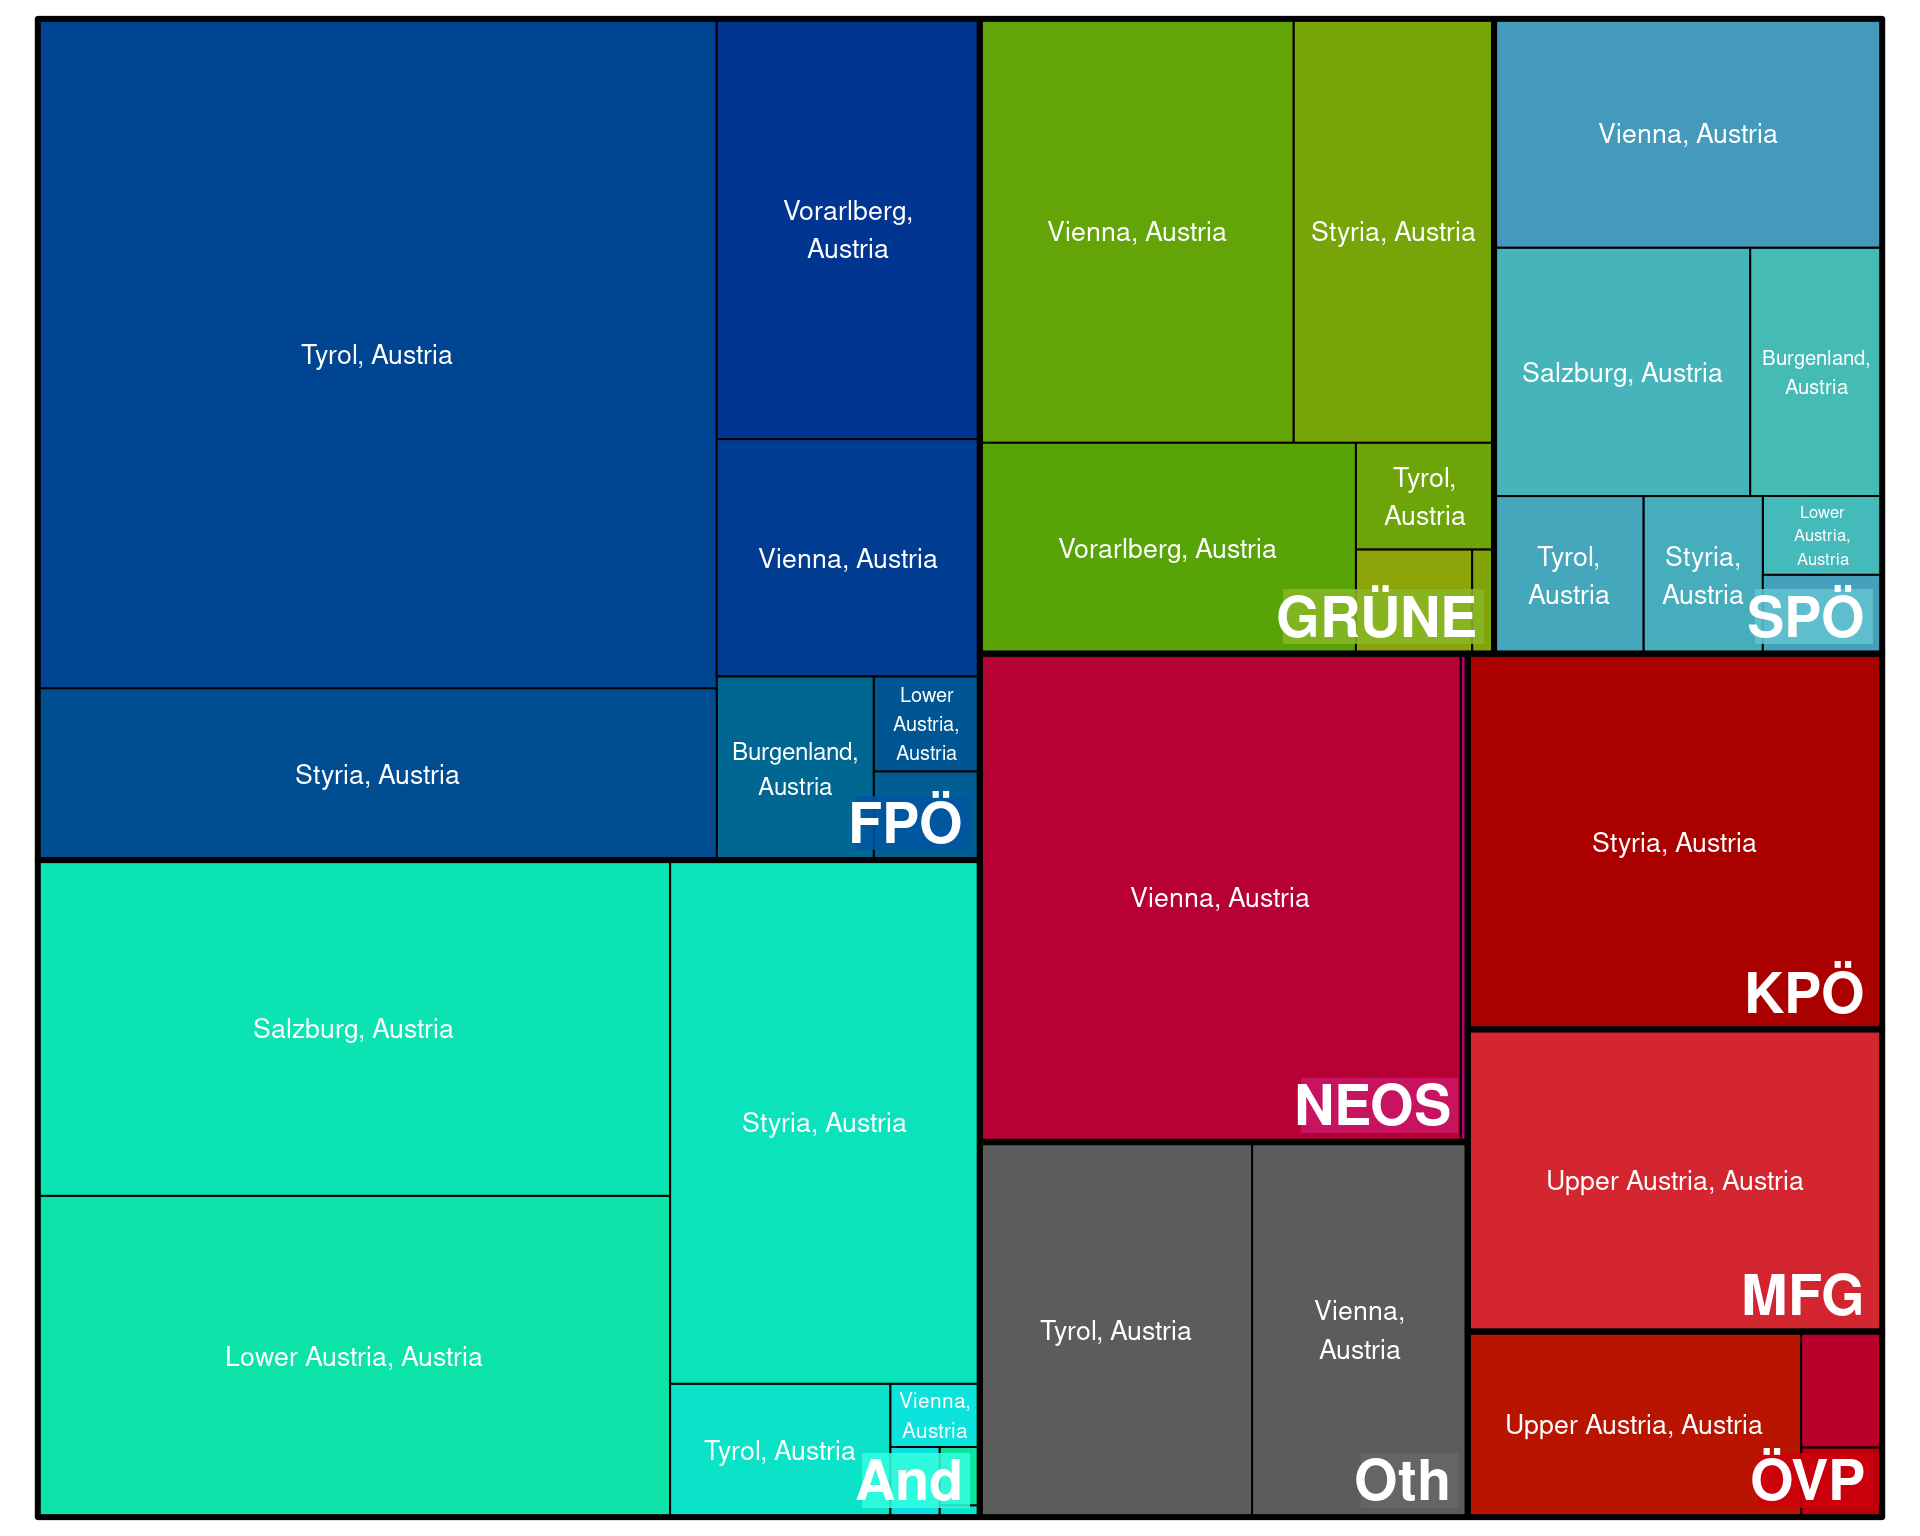 Tyrol, Austria
Styria, Austria
Vorarlberg,
Austria
Vienna, Austria
Burgenland,
Austria
Lower
Austria,
Austria
FPÖ
Salzburg, Austria
Lower Austria, Austria
Styria, Austria
Tyrol, Austria
Vienna,
Austria
And
Vienna, Austria
Styria, Austria
Vorarlberg, Austria
Tyrol,
Austria
GRÜNE
Vienna, Austria
Salzburg, Austria
Burgenland,
Austria
Tyrol,
Austria
Styria,
Austria
Lower
Austria,
Austria
SPÖ
Vienna, Austria
NEOS
Styria, Austria
KPÖ
Upper Austria, Austria
MFG
Tyrol, Austria
Vienna,
Austria
Oth
Upper Austria, Austria
ÖVP